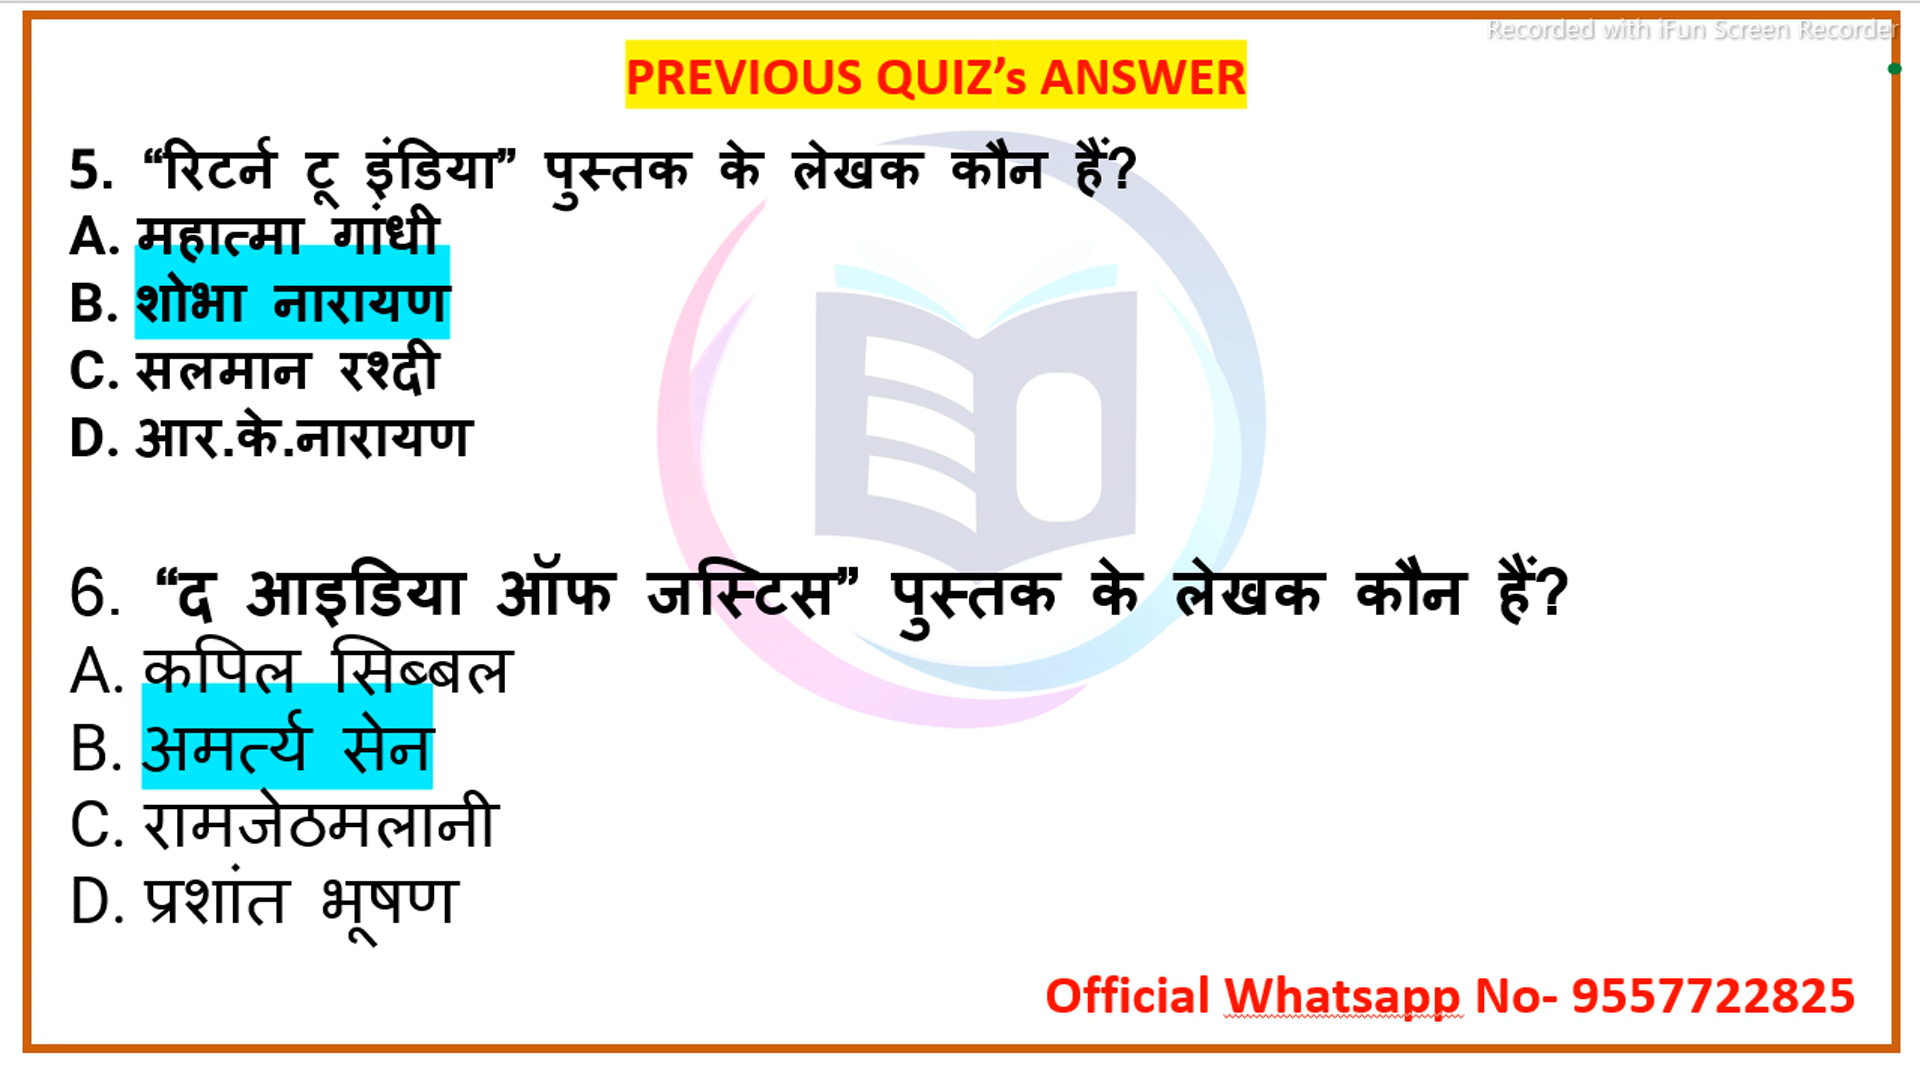 Recorded with iFun Screen Recorder
PREVIOUS QUIZ’s ANSWER
5. “रिटर्न टू इंडिया” पुस्तक के लेखक कौन हैं?
A. महात्मा गांधी
B. शोभा नारायण
C. सलमान रश्दी
D. आर.के.नारायण
6. “द आइडिया ऑफ जस्टिस” पुस्तक के लेखक कौन हैं?
A. कपिल सिब्बल
B. अमर्त्य सेन
C. रामजेठमलानी
D. प्रशांत भूषण
Official Whatsapp No- 9557722825